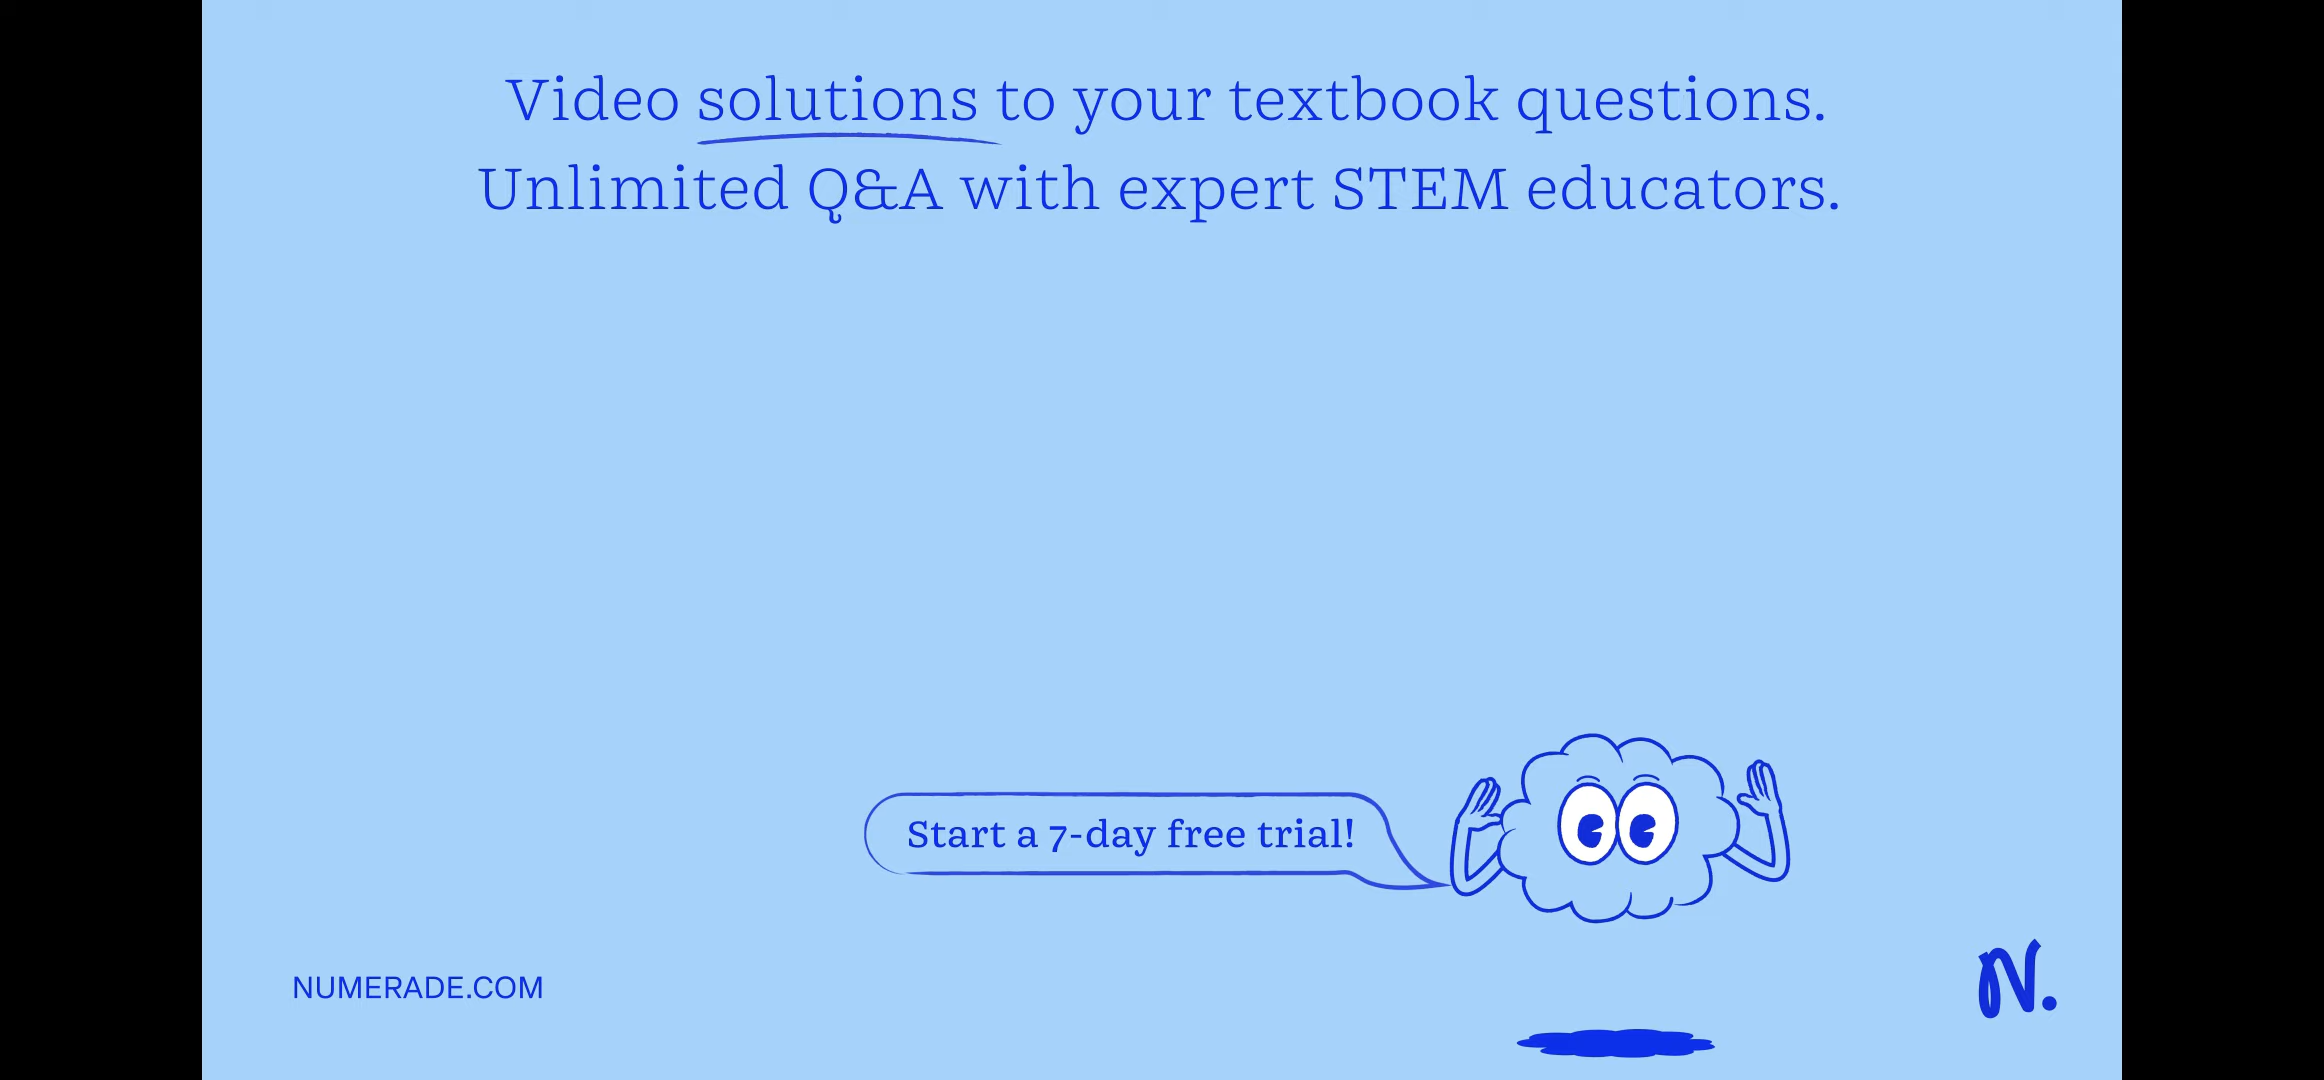 Video solutions to your textbook questions.
Unlimited Q&A with expert STEM educators.
Start a 7-day free trial!
NUMERADE.COM
N.